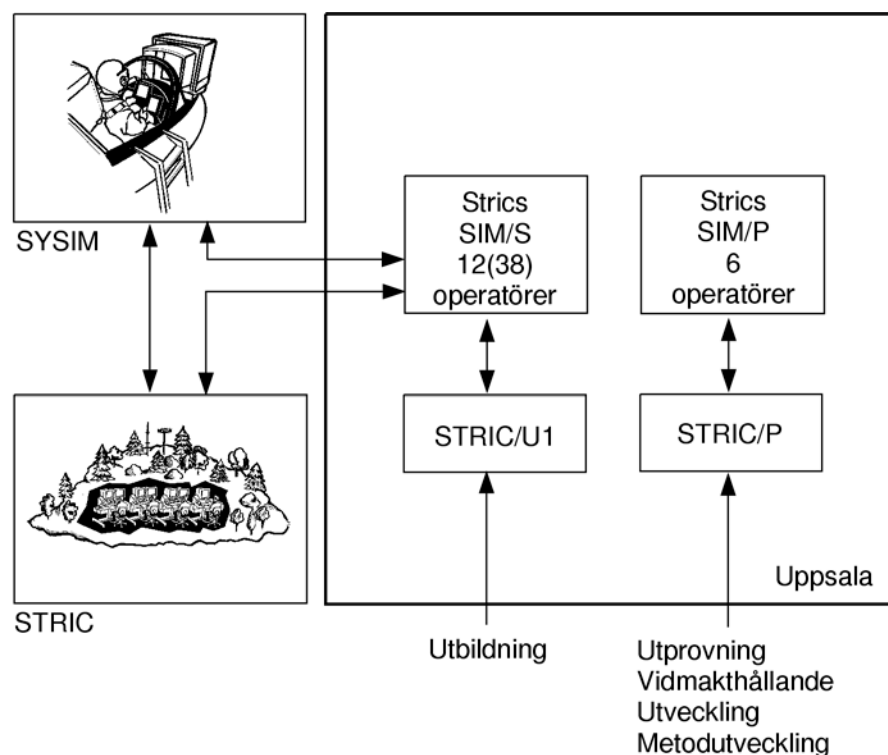 SYSIM
STRIC
Strics
SIM/S
12(38)
operatörer
Strics
SIM/P
6
operatörer
STRIC/U1
STRIC/P
Uppsala
Utbildning
Utprovning
Vidmakthållande
Utveckling
Metodutveckling